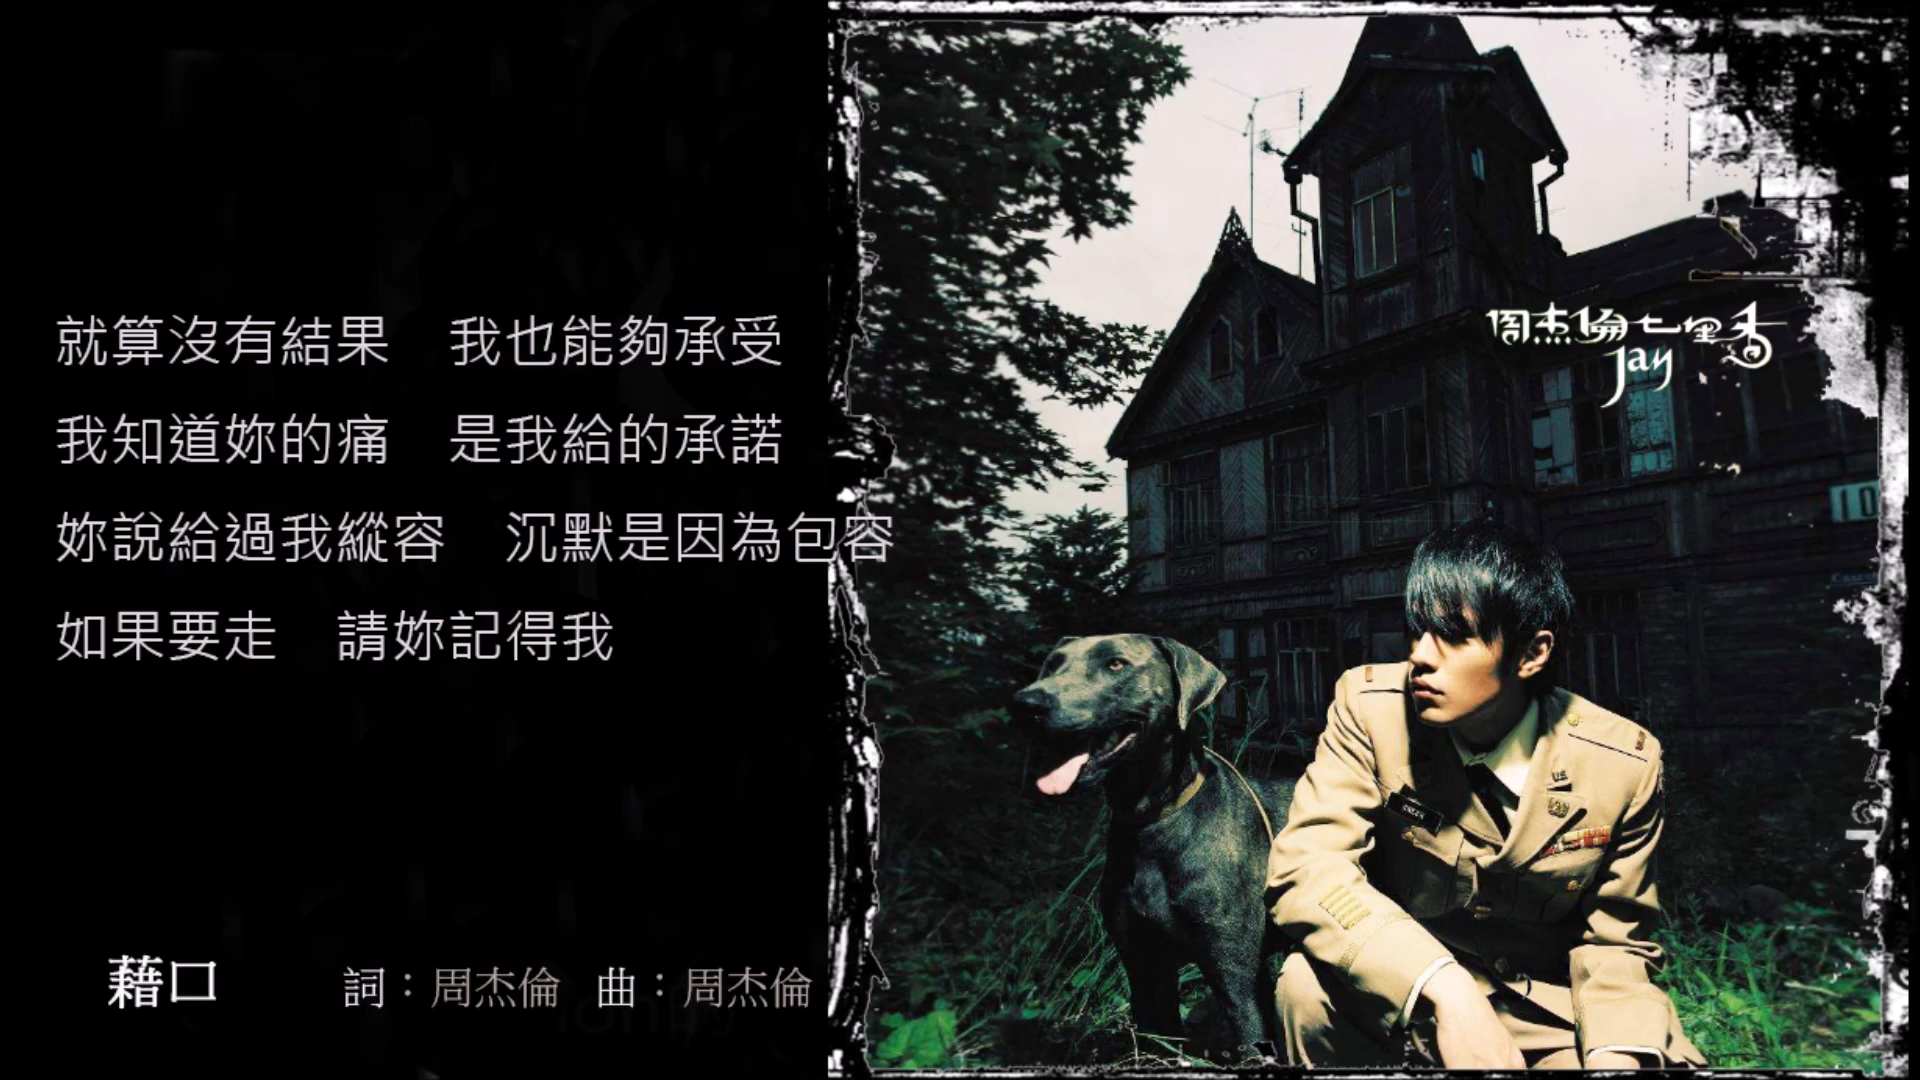 就算沒有結果　我也能夠承受
我知道妳的痛　是我給的承諾
妳說給過我縱容　沉默是因為包容
如果要走　請妳記得我
藉口　詞：周杰倫　曲：周杰倫
周杰倫七里香
Jay
10
US